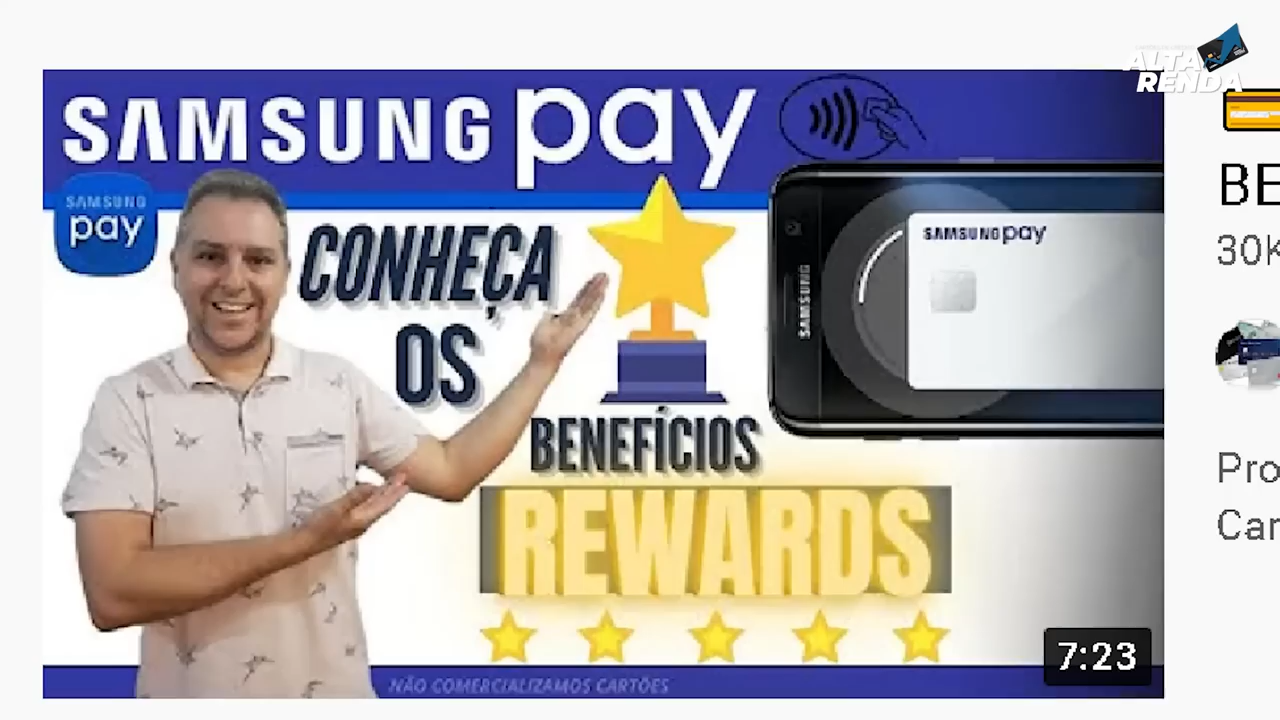 ALTA
RENDA
SAMSUNG pay
SAMSUNG
pay
CONHEÇA
OS
BENEFÍCIOS
REWARDS
SAMSUNG
SAMSUNG pay
7:23
NÃO COMERCIALIZAMOS CARTÕES
BE
30K
Pro
Car